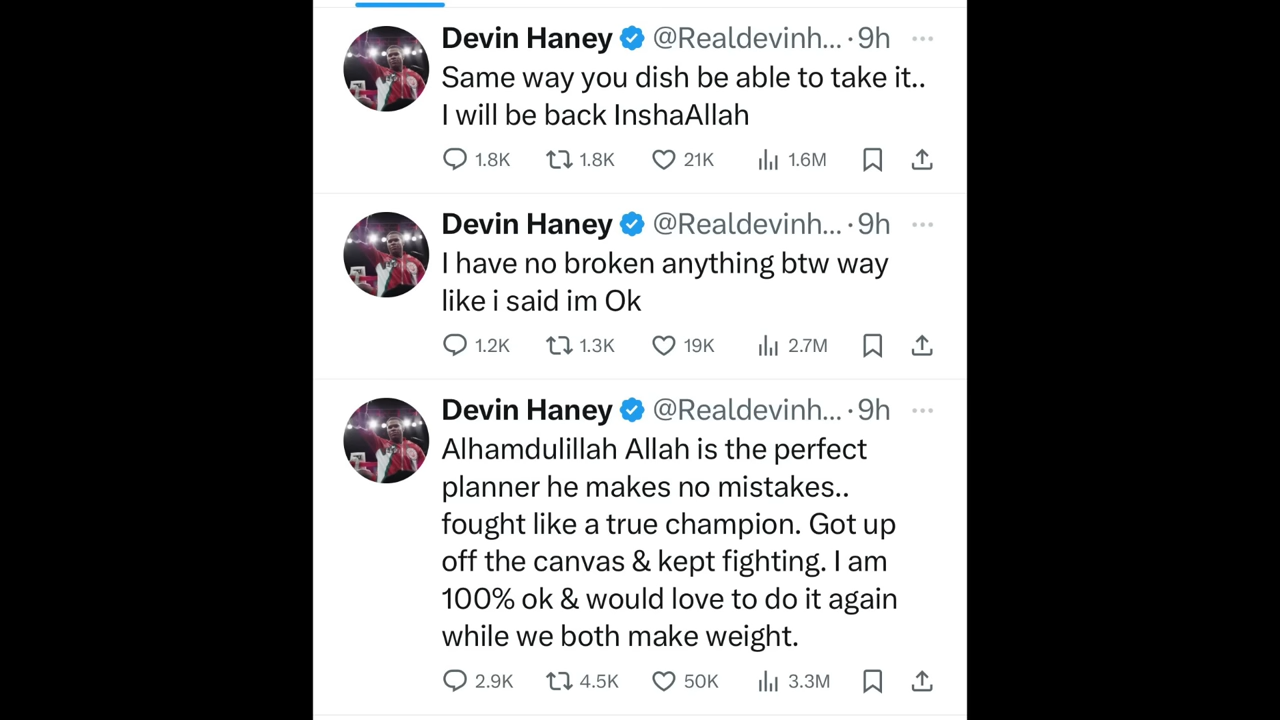 Devin Haney @Realdevinh... · 9h ...
Same way you dish be able to take it..
I will be back InshaAllah
1.8K 1.8K 21K 1.6M
Devin Haney @Realdevinh... · 9h ...
I have no broken anything btw way
like i said im Ok
1.2K 1.3K 19K 2.7M
Devin Haney @Realdevinh... · 9h ...
Alhamdulillah Allah is the perfect
planner he makes no mistakes..
fought like a true champion. Got up
off the canvas & kept fighting. I am
100% ok & would love to do it again
while we both make weight.
2.9K 4.5K 50K 3.3M